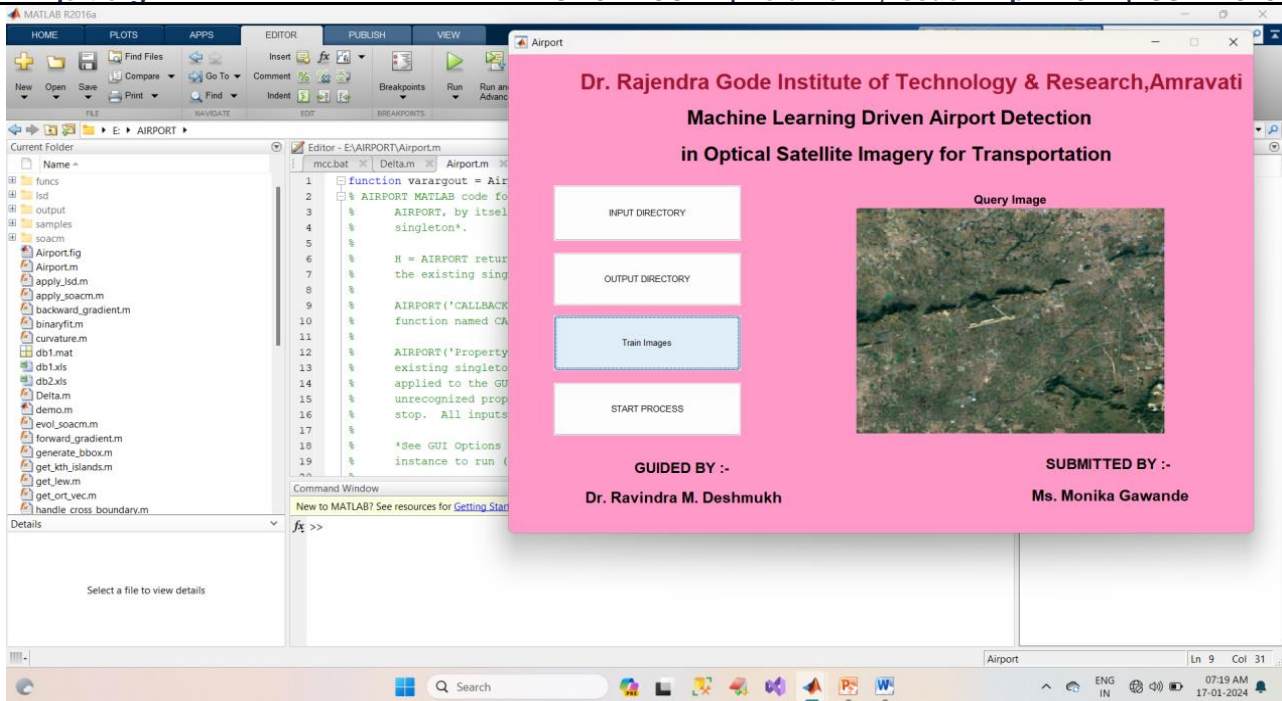 MATLAB R2016a
HOME PLOTS APPS EDITOR PUBLISH VIEW
New Open Save Find Files Compare Print Go To Find Insert Comment Indent fx Breakpoints Run Run and Advanc
FILE NAVIGATE EDIT BREAKPOINTS
E: AIRPORT
Current Folder
Name
funcs
lsd
output
samples
soacm
Airport.fig
Airport.m
apply_lsd.m
apply_soacm.m
backward_gradient.m
binaryfit.m
curvature.m
db1.mat
db1.xls
db2.xls
Delta.m
demo.m
evol_soacm.m
forward_gradient.m
generate_bbox.m
get_kth_islands.m
get_lew.m
get_ort_vec.m
handle_cross_boundary.m
Details
Select a file to view details
Editor - E:\AIRPORT\Airport.m
mcc.bat Delta.m Airport.m
1 function varargout = Air
2 % AIRPORT MATLAB code fo
3 % AIRPORT, by itsel
4 % singleton*.
5 %
6 % H = AIRPORT retur
7 % the existing sing
8 %
9 % AIRPORT('CALLBACK
10 % function named CA
11 %
12 % AIRPORT('Property
13 % existing singleto
14 % applied to the GU
15 % unrecognized prop
16 % stop. All inputs
17 %
18 % *See GUI Options
19 % instance to run (
Command Window
New to MATLAB? See resources for Getting Star
fx >>
Airport
Dr. Rajendra Gode Institute of Technology & Research,Amravati
Machine Learning Driven Airport Detection
in Optical Satellite Imagery for Transportation
INPUT DIRECTORY
OUTPUT DIRECTORY
Train Images
START PROCESS
Query Image
GUIDED BY :-
Dr. Ravindra M. Deshmukh
SUBMITTED BY :-
Ms. Monika Gawande
Airport Ln 9 Col 31
Search
ENG
IN
07:19 AM
17-01-2024